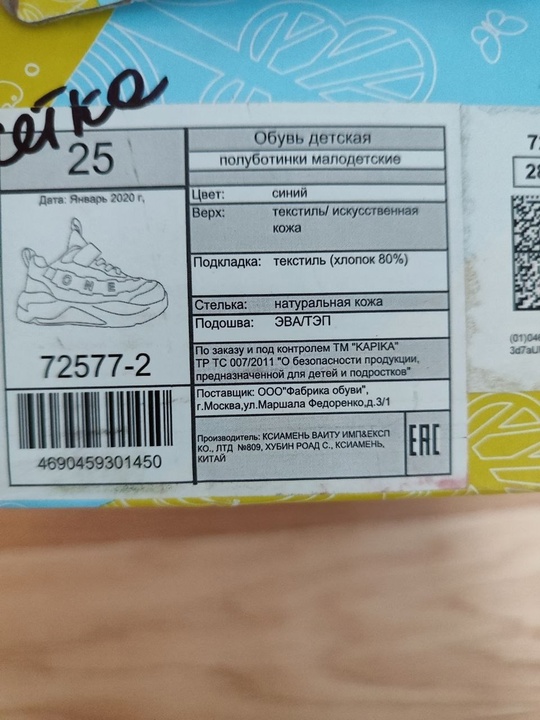 25
Дата: Январь 2020 г,
ONE
72577-2
4690459301450
Обувь детская
полуботинки малодетские
Цвет: синий
Верх: текстиль/ искусственная
кожа
Подкладка: текстиль (хлопок 80%)
Стелька: натуральная кожа
Подошва: ЭВА/ТЭП
По заказу и под контролем ТМ "KAPIKA"
ТР ТС 007/2011 "О безопасности продукции,
предназначенной для детей и подростков"
Поставщик: ООО"Фабрика обуви",
г.Москва,ул.Маршала Федоренко,д.3/1
Производитель: КСИАМЕНЬ ВАИТУ ИМП&ЕКСП
КО., ЛТД №809, ХУБИН РОАД С., КСИАМЕНЬ,
КИТАЙ
EAC